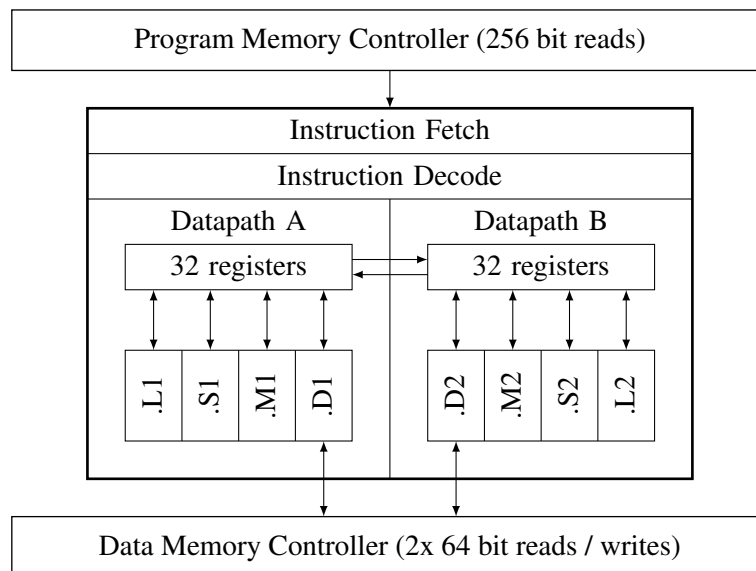 Program Memory Controller (256 bit reads)
Instruction Fetch
Instruction Decode
Datapath A
Datapath B
32 registers
32 registers
.L1
.S1
.M1
.D1
.D2
.M2
.S2
.L2
Data Memory Controller (2x 64 bit reads / writes)